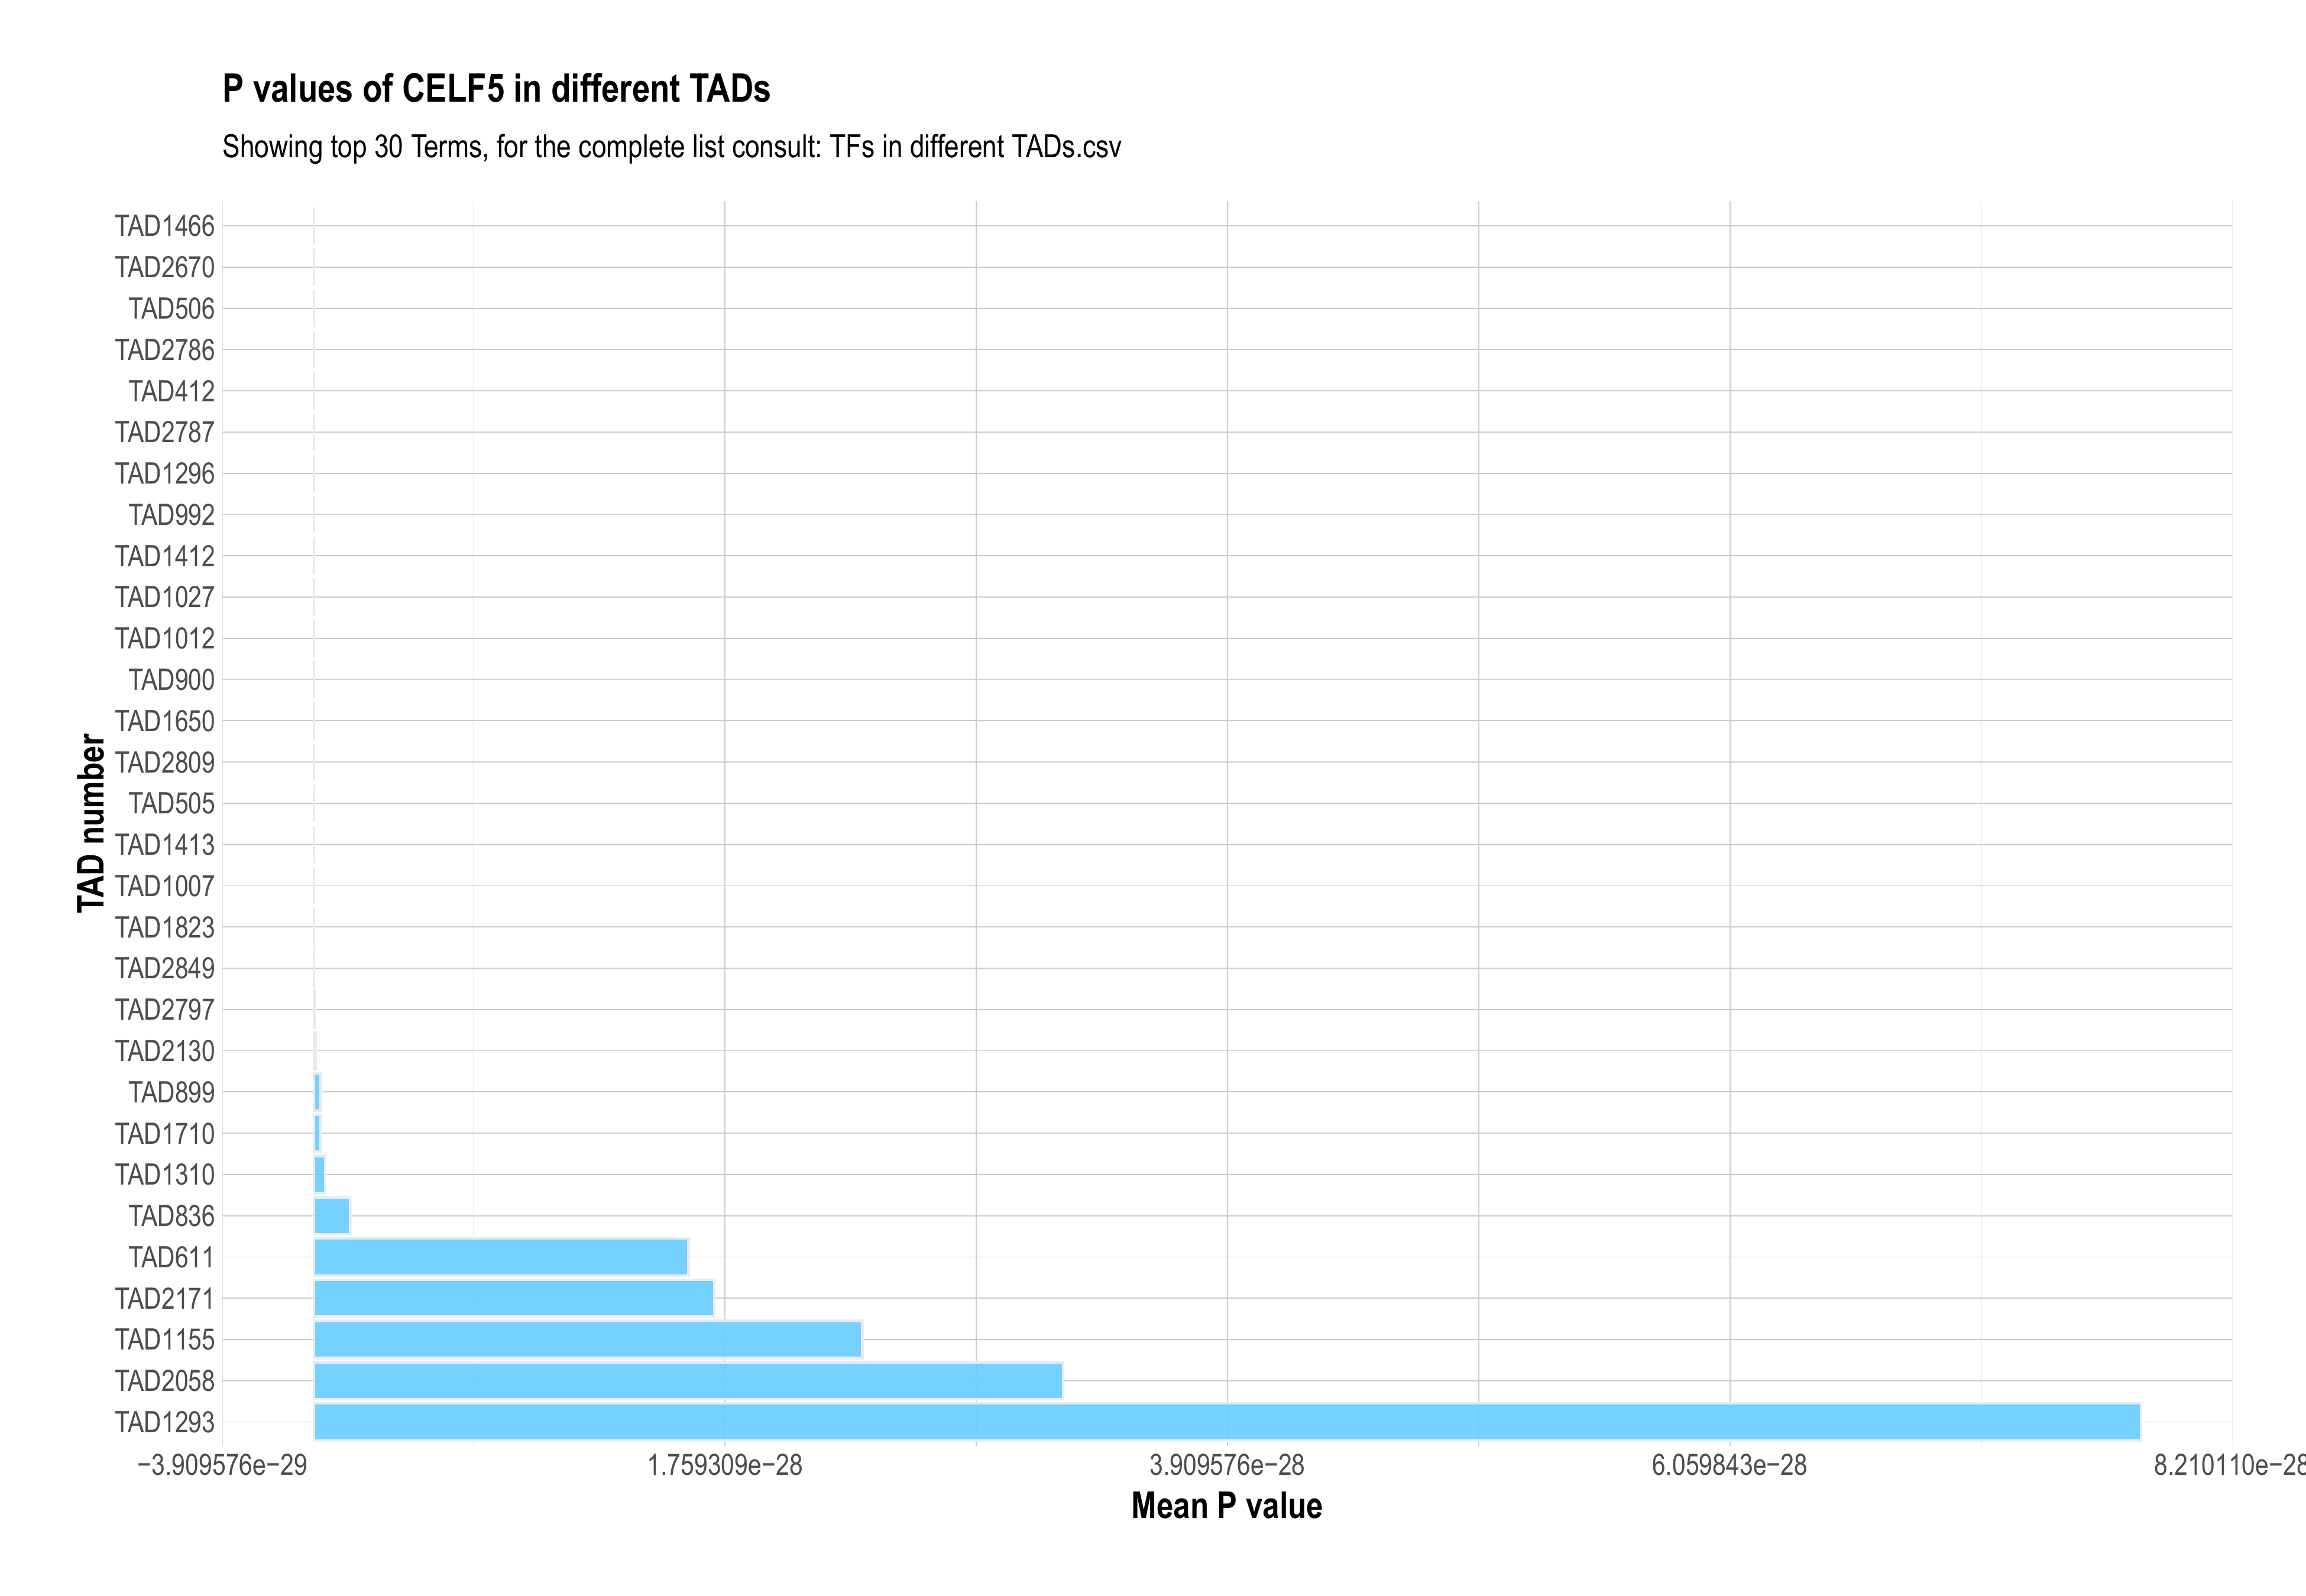 P values of CELF5 in different TADs
Showing top 30 Terms, for the complete list consult: TFs in different TADs.csv
TAD number
TAD1466
TAD2670
TAD506
TAD2786
TAD412
TAD2787
TAD1296
TAD992
TAD1412
TAD1027
TAD1012
TAD900
TAD1650
TAD2809
TAD505
TAD1413
TAD1007
TAD1823
TAD2849
TAD2797
TAD2130
TAD899
TAD1710
TAD1310
TAD836
TAD611
TAD2171
TAD1155
TAD2058
TAD1293
−3.909576e−29 1.759309e−28 3.909576e−28 6.059843e−28 8.210110e−28
Mean P value